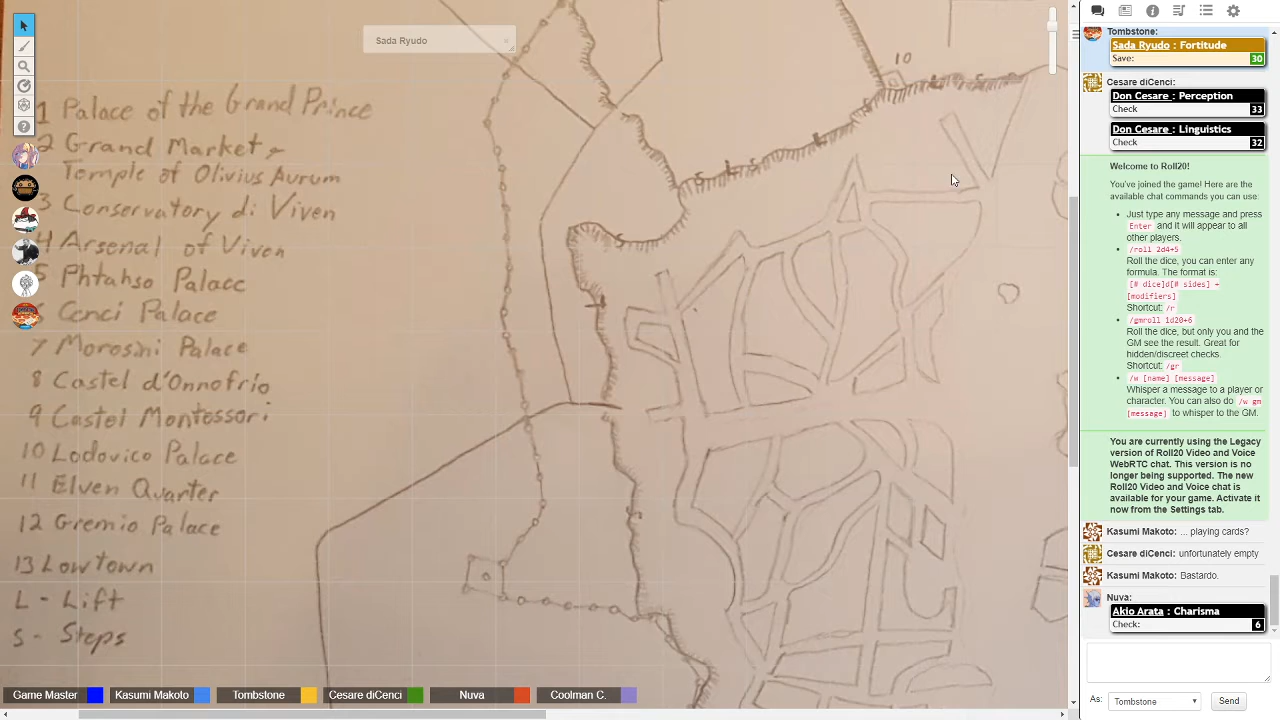 Sada Ryudo
1 Palace of the Grand Prince
2 Grand Market,
Temple of Olivius Aurum
3 Conservatory di Viven
4 Arsenal of Viven
5 Phtahso Palace
6 Cenci Palace
7 Morosini Palace
8 Castel d'Onnofrio
9 Castel Montossori
10 Lodovico Palace
11 Elven Quarter
12 Gremio Palace
13 Lowtown
L - Lift
S - Steps
10
Game Master
Kasumi Makoto
Tombstone
Cesare diCenci
Nuva
Coolman C.
Tombstone:
Sada Ryudo : Fortitude
Save: 30
Cesare diCenci:
Don Cesare : Perception
Check 33
Don Cesare : Linguistics
Check 32
Welcome to Roll20!
You've joined the game! Here are the
available chat commands you can use:
Just type any message and press
Enter and it will appear to all
other players.
/roll 2d4+5
Roll the dice, you can enter any
formula. The format is:
[# dice]d[# sides] +
[modifiers]
Shortcut: /r
/gmroll 1d20+6
Roll the dice, but only you and the
GM see the result. Great for
hidden/discreet checks.
Shortcut: /gr
/w [name] [message]
Whisper a message to a player or
character. You can also do /w gm
[message] to whisper to the GM.
You are currently using the Legacy
version of Roll20 Video and Voice
WebRTC chat. This version is no
longer being supported. The new
Roll20 Video and Voice chat is
available for your game. Activate it
now from the Settings tab.
Kasumi Makoto: ... playing cards?
Cesare diCenci: unfortunately empty
Kasumi Makoto: Bastardo.
Nuva:
Akio Arata : Charisma
Check: 6
As: Tombstone Send